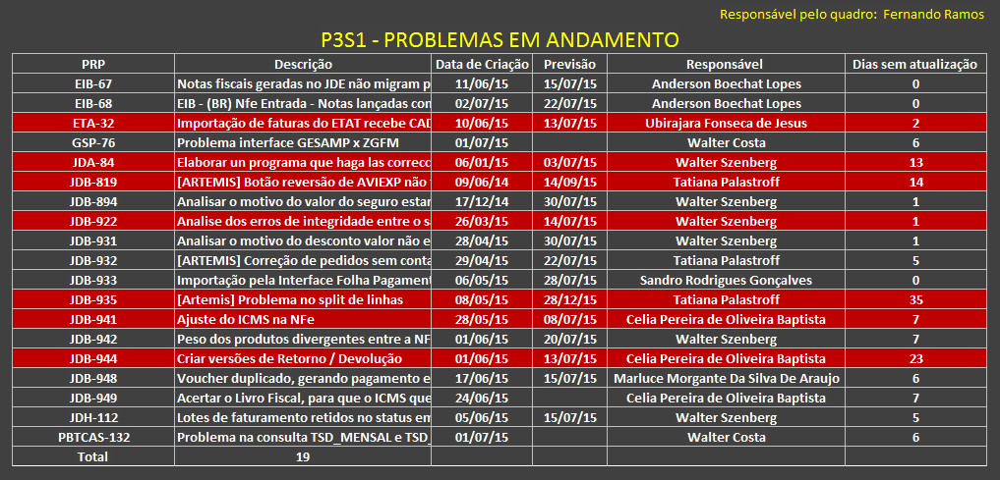 Responsável pelo quadro: Fernando Ramos
P3S1 - PROBLEMAS EM ANDAMENTO
PRP Descrição Data de Criação Previsão Responsável Dias sem atualização
EIB-67 Notas fiscais geradas no JDE não migram p 11/06/15 15/07/15 Anderson Boechat Lopes 0
EIB-68 EIB - (BR) Nfe Entrada - Notas lançadas con 02/07/15 22/07/15 Anderson Boechat Lopes 0
ETA-32 Importação de faturas do ETAT recebe CAD 10/06/15 13/07/15 Ubirajara Fonseca de Jesus 2
GSP-76 Problema interface GESAMP x ZGFM 01/07/15 Walter Costa 6
JDA-84 Elaborar un programa que haga las correcc 06/01/15 03/07/15 Walter Szenberg 13
JDB-819 [ARTEMIS] Botão reversão de AVIEXP não 09/06/14 14/09/15 Tatiana Palastroff 14
JDB-894 Analisar o motivo do valor do seguro estar 17/12/14 30/07/15 Walter Szenberg 1
JDB-922 Analise dos erros de integridade entre o s 26/03/15 14/07/15 Walter Szenberg 1
JDB-931 Analisar o motivo do desconto valor não e 28/04/15 30/07/15 Walter Szenberg 1
JDB-932 [ARTEMIS] Correção de pedidos sem conta 29/04/15 22/07/15 Tatiana Palastroff 5
JDB-933 Importação pela Interface Folha Pagament 06/05/15 28/07/15 Sandro Rodrigues Gonçalves 0
JDB-935 [Artemis] Problema no split de linhas 08/05/15 28/12/15 Tatiana Palastroff 35
JDB-941 Ajuste do ICMS na NFe 28/05/15 08/07/15 Celia Pereira de Oliveira Baptista 7
JDB-942 Peso dos produtos divergentes entre a NF 01/06/15 20/07/15 Walter Szenberg 7
JDB-944 Criar versões de Retorno / Devolução 01/06/15 13/07/15 Celia Pereira de Oliveira Baptista 23
JDB-948 Voucher duplicado, gerando pagamento e 17/06/15 15/07/15 Marluce Morgante Da Silva De Araujo 6
JDB-949 Acertar o Livro Fiscal, para que o ICMS que 24/06/15 Celia Pereira de Oliveira Baptista 7
JDH-112 Lotes de faturamento retidos no status em 05/06/15 15/07/15 Walter Szenberg 5
PBTCAS-132 Problema na consulta TSD_MENSAL e TSD_ 01/07/15 Walter Costa 6
Total 19